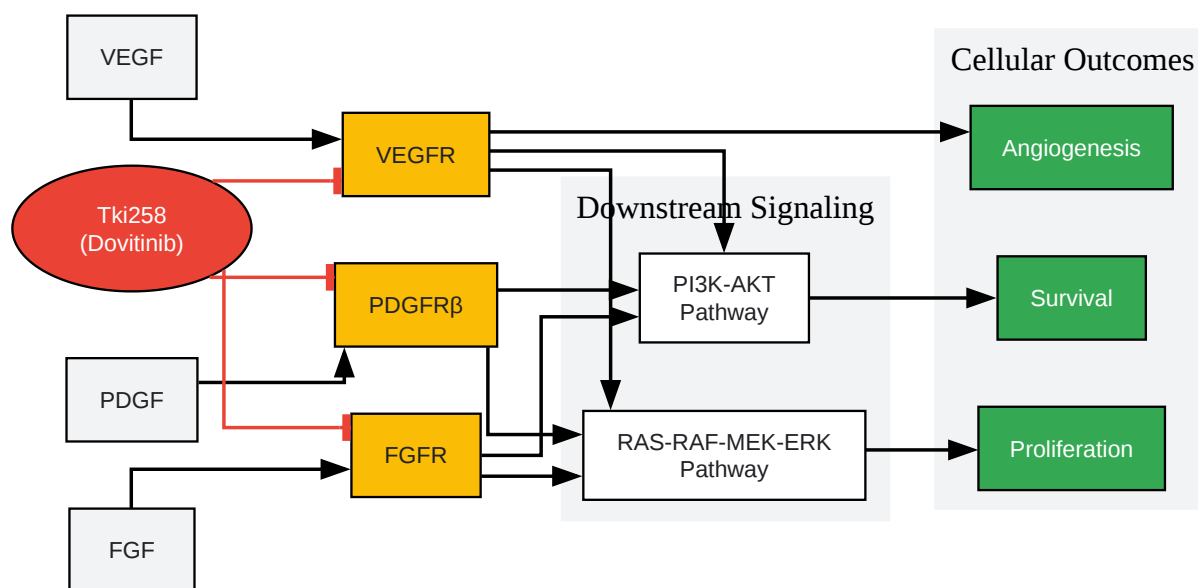 VEGF
Cellular Outcomes
Angiogenesis
VEGFR
Tki258
(Dovitinib)
Downstream Signaling
PI3K-AKT
Pathway
Survival
PDGFRβ
PDGF
RAS-RAF-MEK-ERK
Pathway
Proliferation
FGFR
FGF